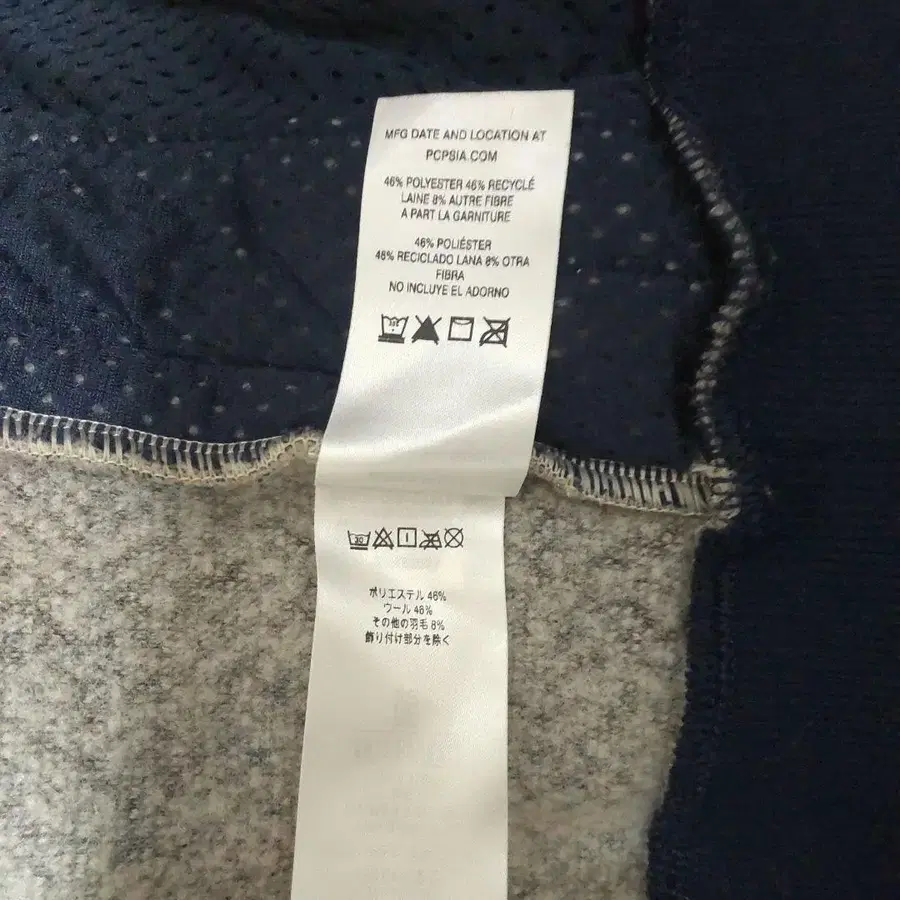 MFG DATE AND LOCATION AT
PCPSIA.COM
46% POLYESTER 46% RECYCLÉ
LAINE 8% AUTRE FIBRE
A PART LA GARNITURE
46% POLIÉSTER
46% RECICLADO LANA 8% OTRA
FIBRA
NO INCLUYE EL ADORNO
30
ポリエステル 46%
ウール 46%
その他の羽毛 8%
飾り付け部分を除く